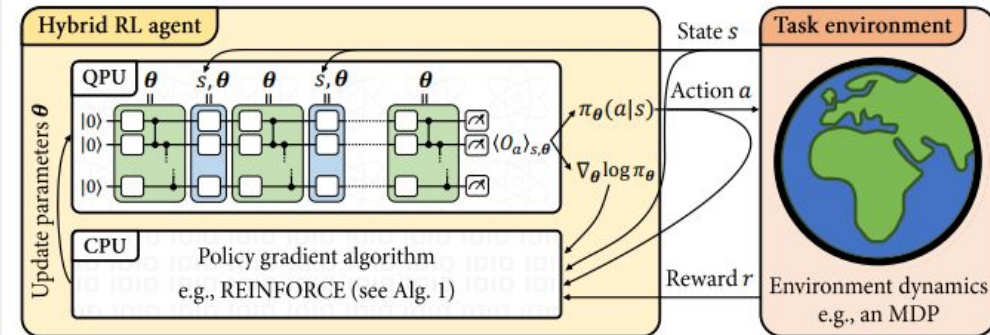 Hybrid RL agent
Task environment
State s
QPU
θ
s, θ
θ
s, θ
θ
Action a
|0⟩
|0⟩
|0⟩
⟨O_a⟩_{s,θ}
π_θ(a|s)
∇_θ log π_θ
Update parameters θ
CPU
Policy gradient algorithm
e.g., REINFORCE (see Alg. 1)
Reward r
Environment dynamics
e.g., an MDP